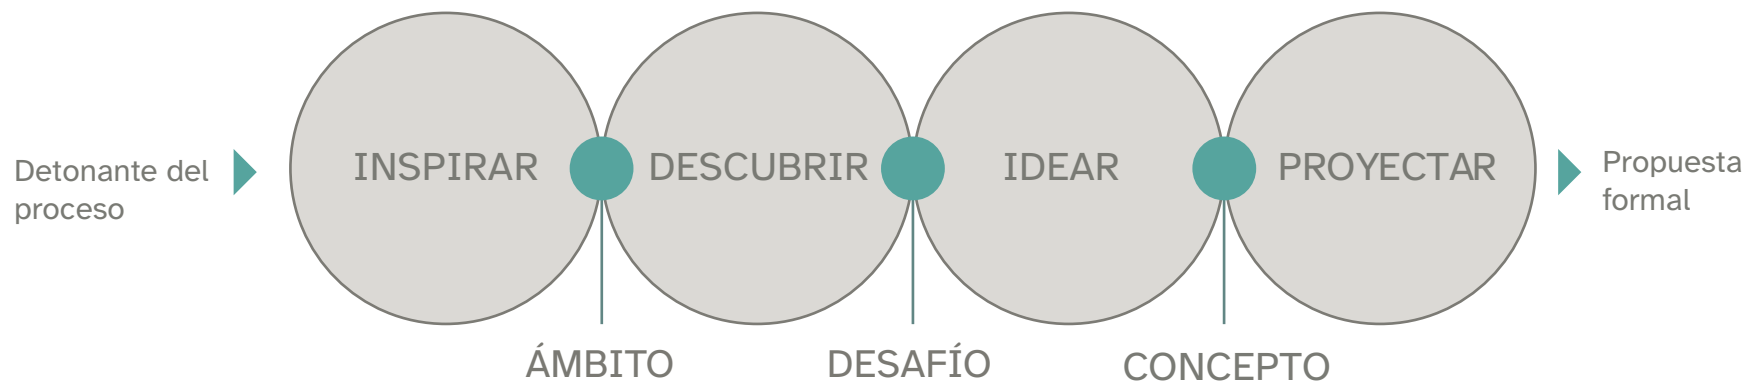 Detonante del
proceso
INSPIRAR
DESCUBRIR
IDEAR
PROYECTAR
Propuesta
formal
ÁMBITO
DESAFÍO
CONCEPTO